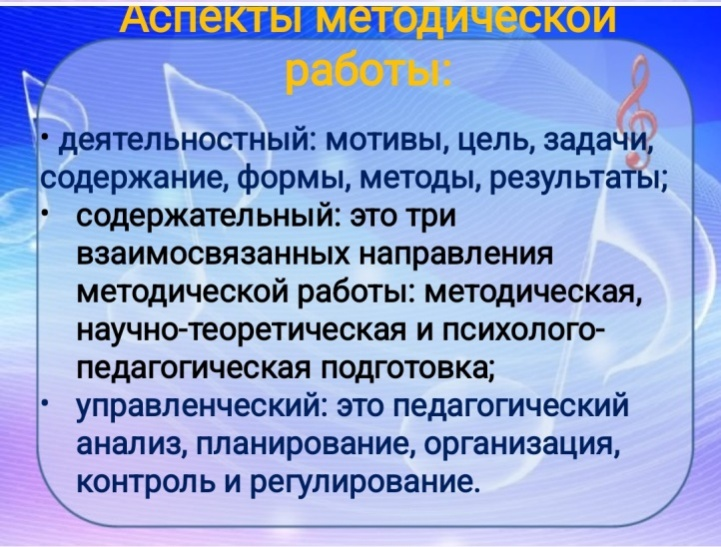 Аспекты методической
работы:
• деятельностный: мотивы, цель, задачи,
содержание, формы, методы, результаты;
• содержательный: это три
взаимосвязанных направления
методической работы: методическая,
научно-теоретическая и психолого-
педагогическая подготовка;
• управленческий: это педагогический
анализ, планирование, организация,
контроль и регулирование.